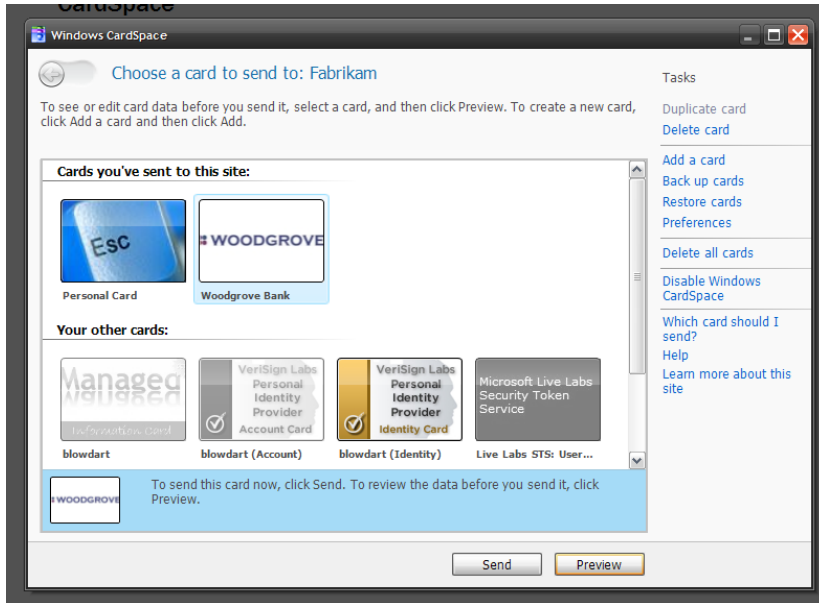 CardSpace
Windows CardSpace
Choose a card to send to: Fabrikam
To see or edit card data before you send it, select a card, and then click Preview. To create a new card,
click Add a card and then click Add.
Cards you've sent to this site:
Esc
WOODGROVE
Personal Card
Woodgrove Bank
Your other cards:
Managed
Information Card
VeriSign Labs
Personal
Identity
Provider
Account Card
VeriSign Labs
Personal
Identity
Provider
Identity Card
Microsoft Live Labs
Security Token
Service
blowdart
blowdart (Account)
blowdart (Identity)
Live Labs STS: User...
WOODGROVE
To send this card now, click Send. To review the data before you send it, click
Preview.
Send
Preview
Tasks
Duplicate card
Delete card
Add a card
Back up cards
Restore cards
Preferences
Delete all cards
Disable Windows
CardSpace
Which card should I
send?
Help
Learn more about this
site